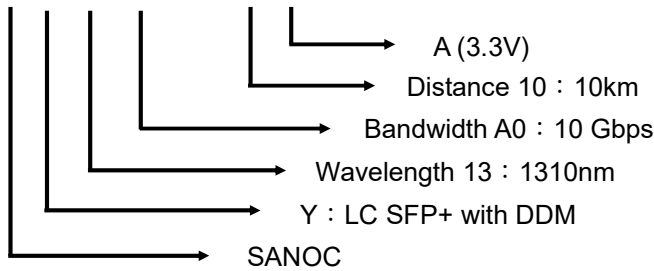 A (3.3V)
Distance 10：10km
Bandwidth A0：10 Gbps
Wavelength 13：1310nm
Y：LC SFP+ with DDM
SANOC